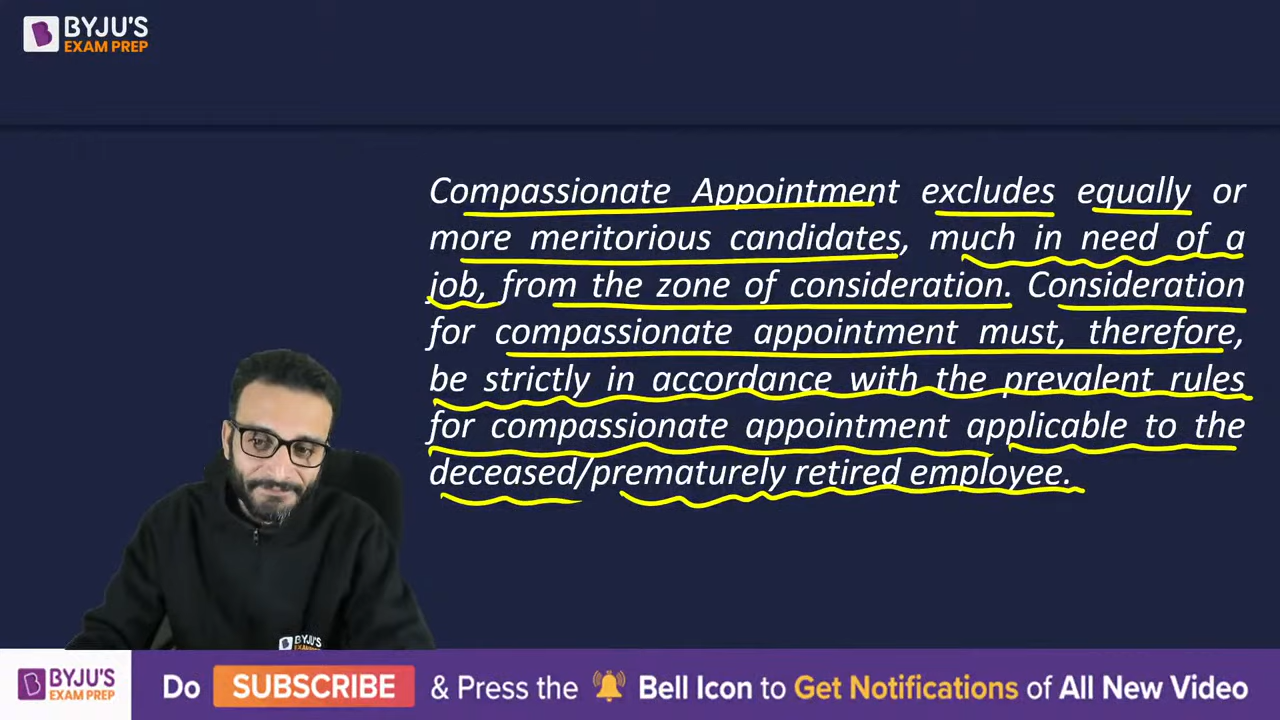 BYJU'S
EXAM PREP
Compassionate Appointment excludes equally or
more meritorious candidates, much in need of a
job, from the zone of consideration. Consideration
for compassionate appointment must, therefore,
be strictly in accordance with the prevalent rules
for compassionate appointment applicable to the
deceased/prematurely retired employee.
BYJU'S
EXAM PREP
BYJU'S
EXAM PREP
Do SUBSCRIBE & Press the Bell Icon to Get Notifications of All New Video